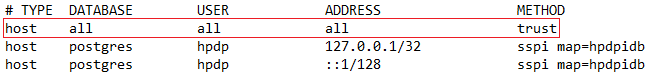 # TYPE DATABASE USER ADDRESS METHOD
host all all all trust
host postgres hpdp 127.0.0.1/32 sspi map=hpdpidb
host postgres hpdp ::1/128 sspi map=hpdpidb